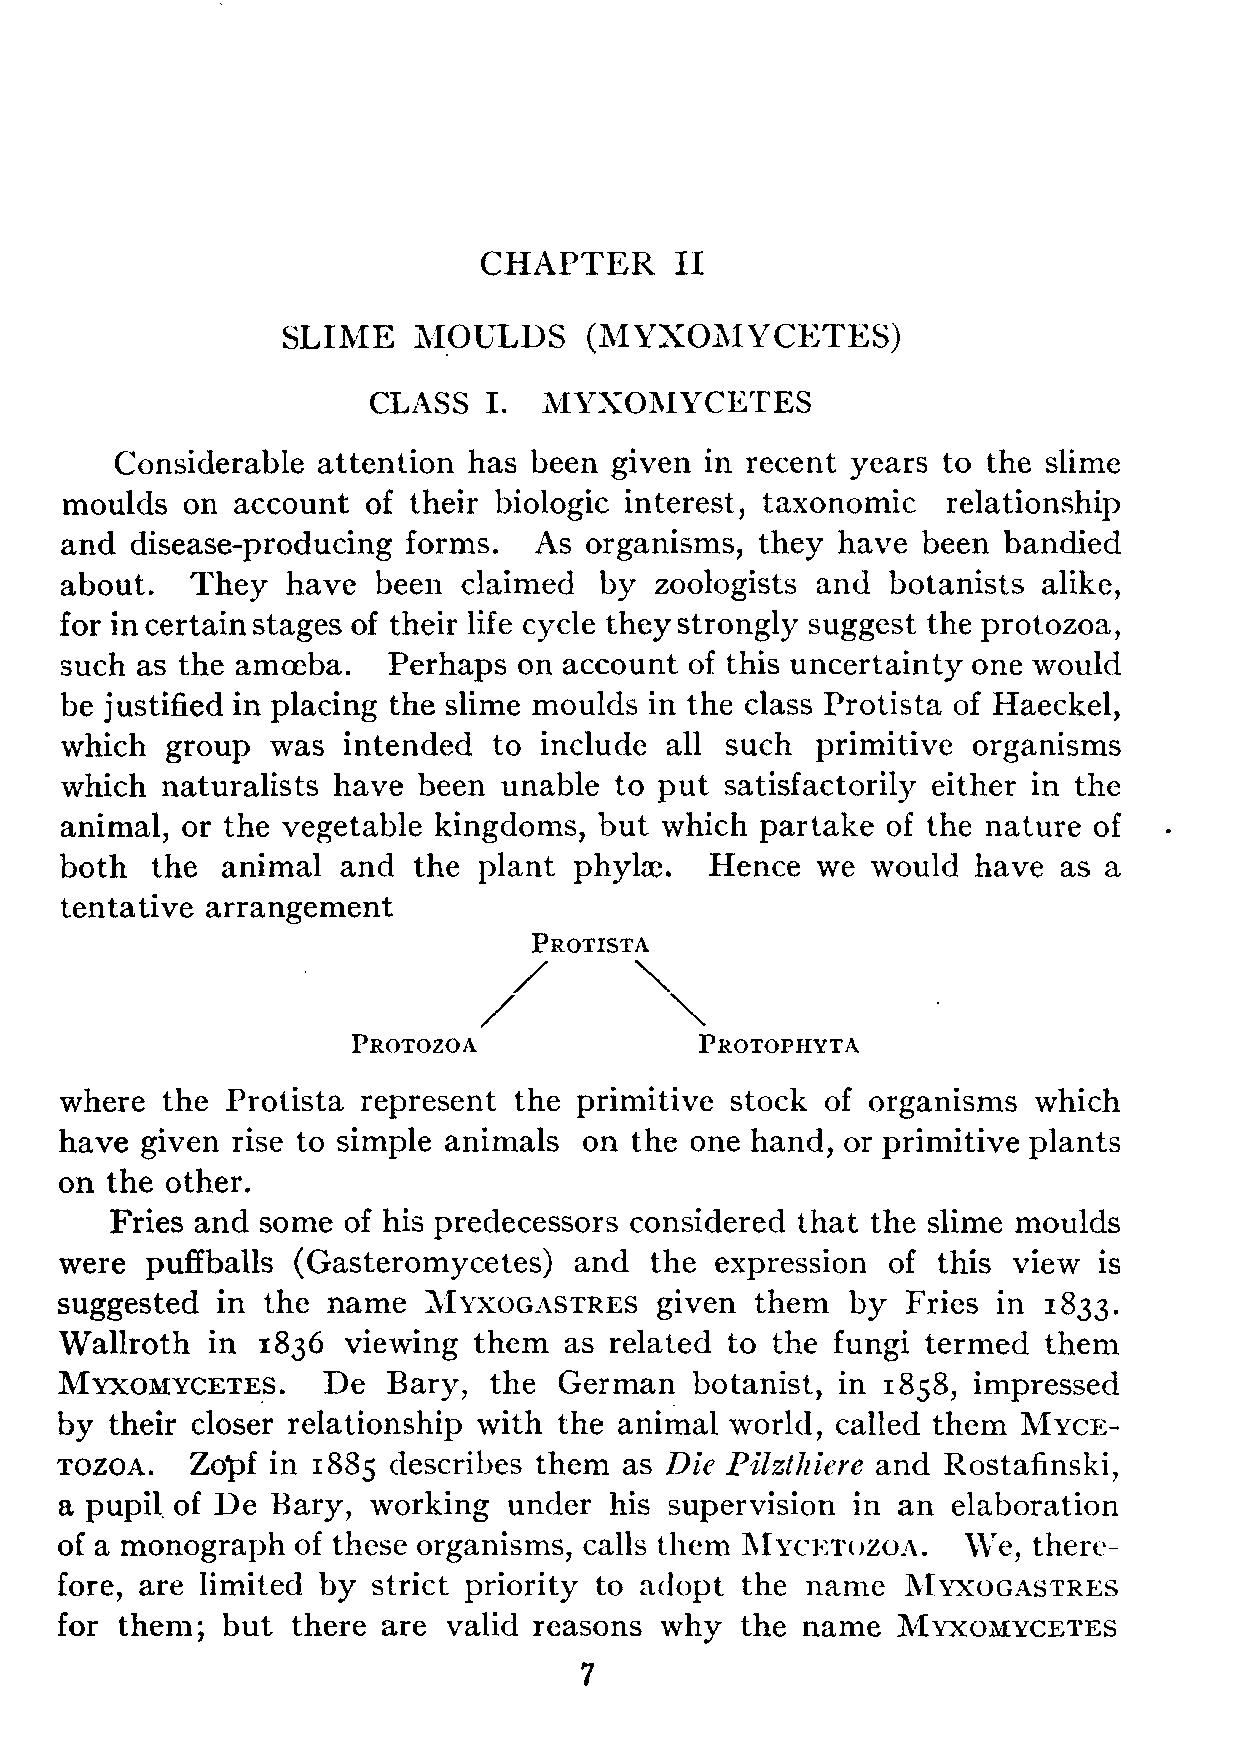 CHAPTER II
SLIME MOULDS (MYXOMYCETES)
CLASS I. MYXOMYCETES
Considerable attention has been given in recent years to the slime
moulds on account of their biologic interest, taxonomic relationship
and disease-producing forms. As organisms, they have been bandied
about. They have been claimed by zoologists and botanists alike,
for in certain stages of their life cycle they strongly suggest the protozoa,
such as the amœba. Perhaps on account of this uncertainty one would
be justified in placing the slime moulds in the class Protista of Haeckel,
which group was intended to include all such primitive organisms
which naturalists have been unable to put satisfactorily either in the
animal, or the vegetable kingdoms, but which partake of the nature of
both the animal and the plant phylæ. Hence we would have as a
tentative arrangement
PROTISTA
PROTOZOA PROTOPHYTA
where the Protista represent the primitive stock of organisms which
have given rise to simple animals on the one hand, or primitive plants
on the other.
Fries and some of his predecessors considered that the slime moulds
were puffballs (Gasteromycetes) and the expression of this view is
suggested in the name MYXOGASTRES given them by Fries in 1833.
Wallroth in 1836 viewing them as related to the fungi termed them
MYXOMYCETES. De Bary, the German botanist, in 1858, impressed
by their closer relationship with the animal world, called them MYCE-
TOZOA. Zopf in 1885 describes them as Die Pilzthiere and Rostafinski,
a pupil of De Bary, working under his supervision in an elaboration
of a monograph of these organisms, calls them MYCETOZOA. We, there-
fore, are limited by strict priority to adopt the name MYXOGASTRES
for them; but there are valid reasons why the name MYXOMYCETES
7